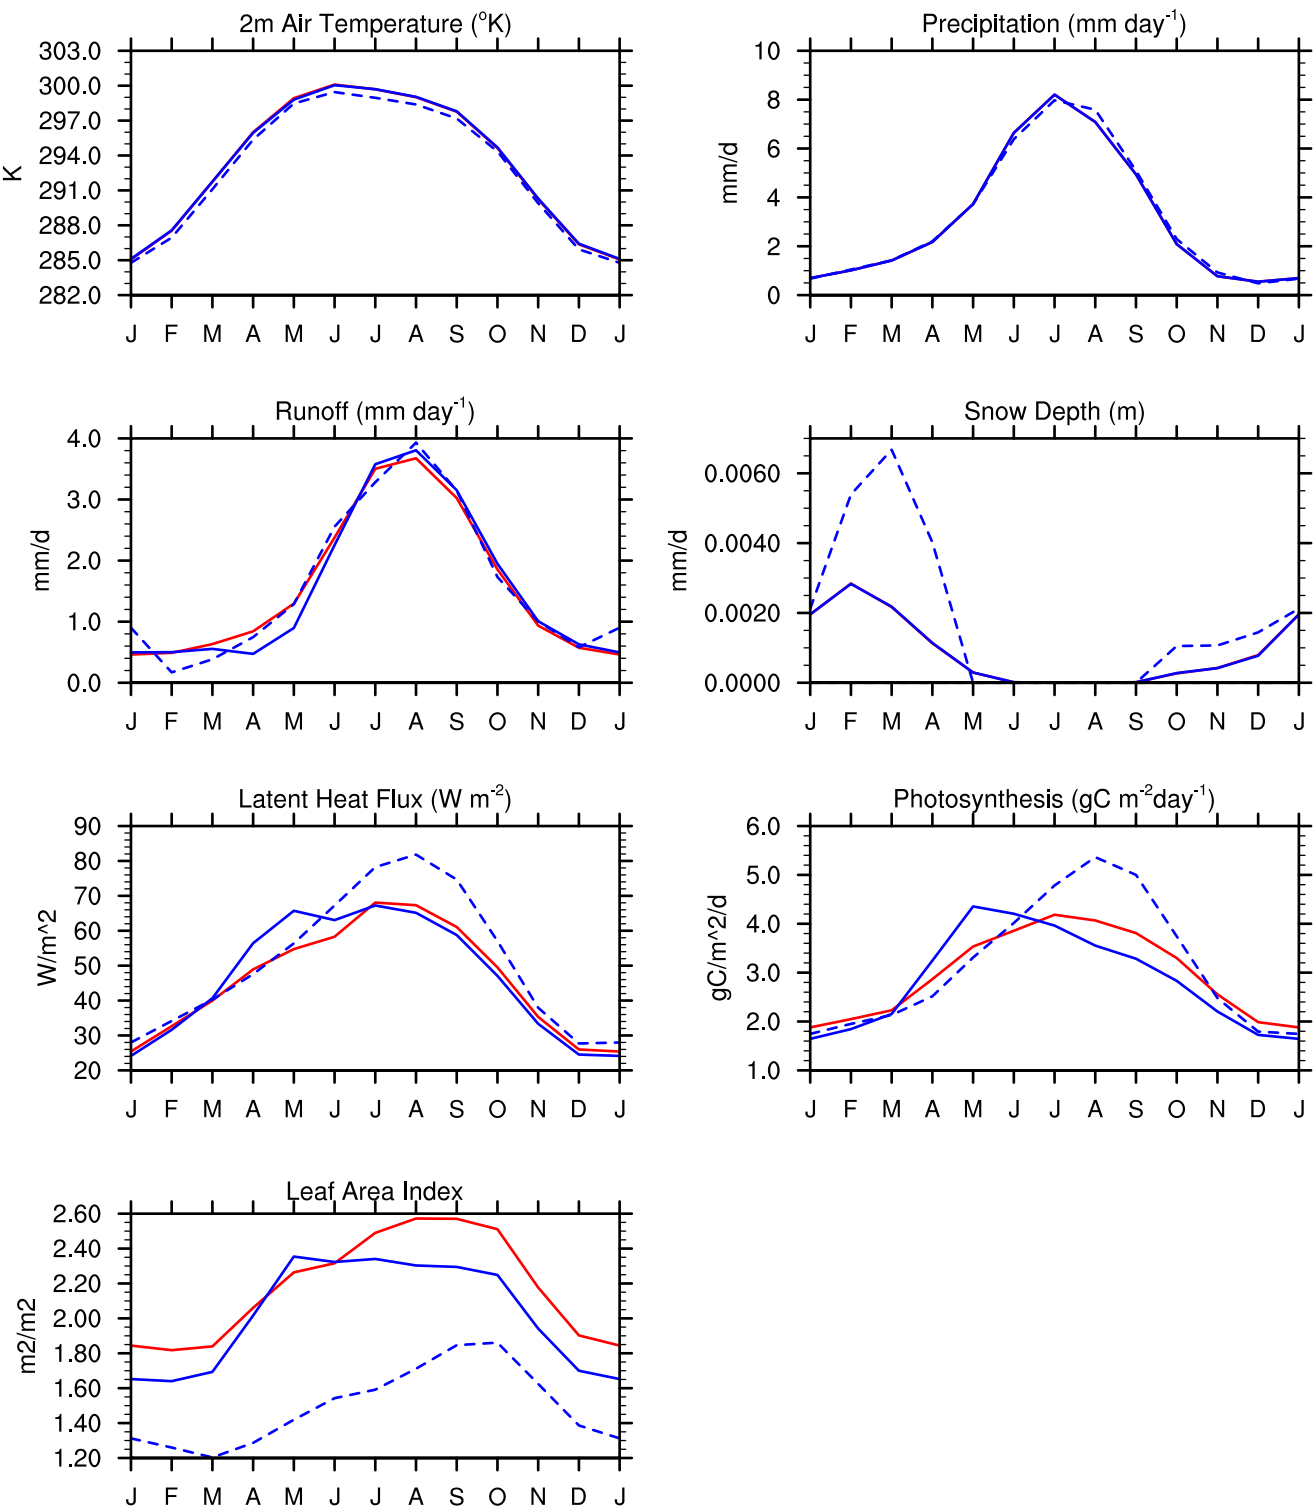 2m Air Temperature (°K)
K
303.0
300.0
297.0
294.0
291.0
288.0
285.0
282.0
J F M A M J J A S O N D J
Precipitation (mm day-1)
mm/d
10
8
6
4
2
0
J F M A M J J A S O N D J
Runoff (mm day-1)
mm/d
4.0
3.0
2.0
1.0
0.0
J F M A M J J A S O N D J
Snow Depth (m)
mm/d
0.0060
0.0040
0.0020
0.0000
J F M A M J J A S O N D J
Latent Heat Flux (W m-2)
W/m^2
90
80
70
60
50
40
30
20
J F M A M J J A S O N D J
Photosynthesis (gC m-2day-1)
gC/m^2/d
6.0
5.0
4.0
3.0
2.0
1.0
J F M A M J J A S O N D J
Leaf Area Index
m2/m2
2.60
2.40
2.20
2.00
1.80
1.60
1.40
1.20
J F M A M J J A S O N D J